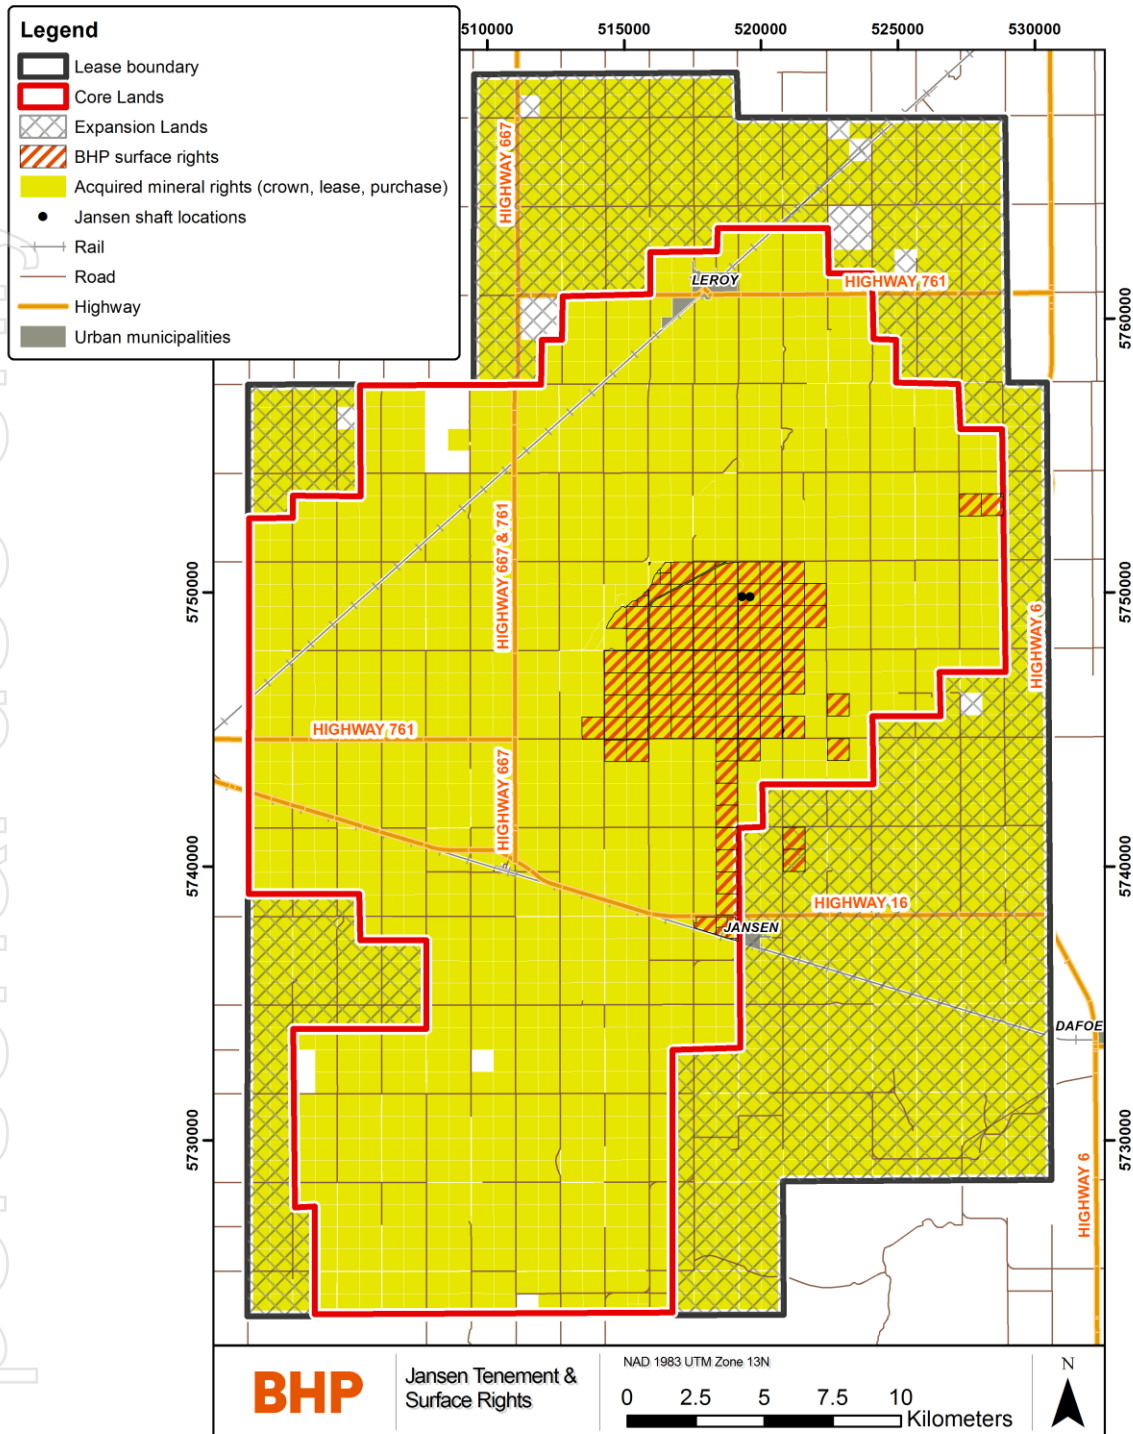 Legend
Lease boundary
Core Lands
Expansion Lands
BHP surface rights
Acquired mineral rights (crown, lease, purchase)
Jansen shaft locations
Rail
Road
Highway
Urban municipalities
510000
515000
520000
525000
530000
HIGHWAY 667
LEROY
HIGHWAY 761
5760000
HIGHWAY 667 & 761
5750000
5750000
HIGHWAY 6
HIGHWAY 761
HIGHWAY 667
5740000
5740000
HIGHWAY 16
JANSEN
DAFOE
5730000
5730000
HIGHWAY 6
BHP
Jansen Tenement &
Surface Rights
NAD 1983 UTM Zone 13N
0 2.5 5 7.5 10
Kilometers
N